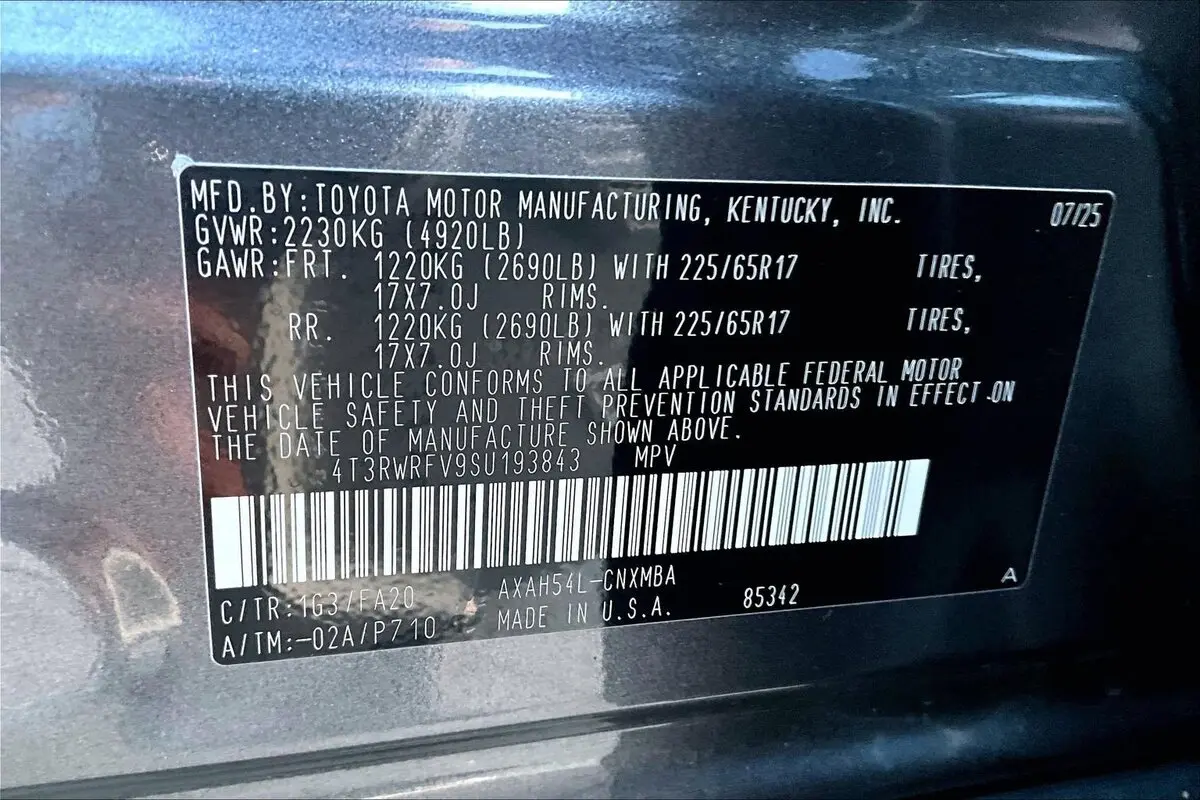 MFD.BY:TOYOTA MOTOR MANUFACTURING, KENTUCKY, INC. 07/25
GVWR:2230KG (4920LB)
GAWR:FRT. 1220KG (2690LB) WITH 225/65R17 TIRES,
17X7.0J RIMS.
RR. 1220KG (2690LB) WITH 225/65R17 TIRES,
17X7.0J RIMS.
THIS VEHICLE CONFORMS TO ALL APPLICABLE FEDERAL MOTOR
VEHICLE SAFETY AND THEFT PREVENTION STANDARDS IN EFFECT ON
THE DATE OF MANUFACTURE SHOWN ABOVE.
4T3RWRFV9SU193843 MPV
C/TR:1G3/FA20 AXAH54L-CNXMBA A
A/TM:-02A/P710 MADE IN U.S.A. 85342